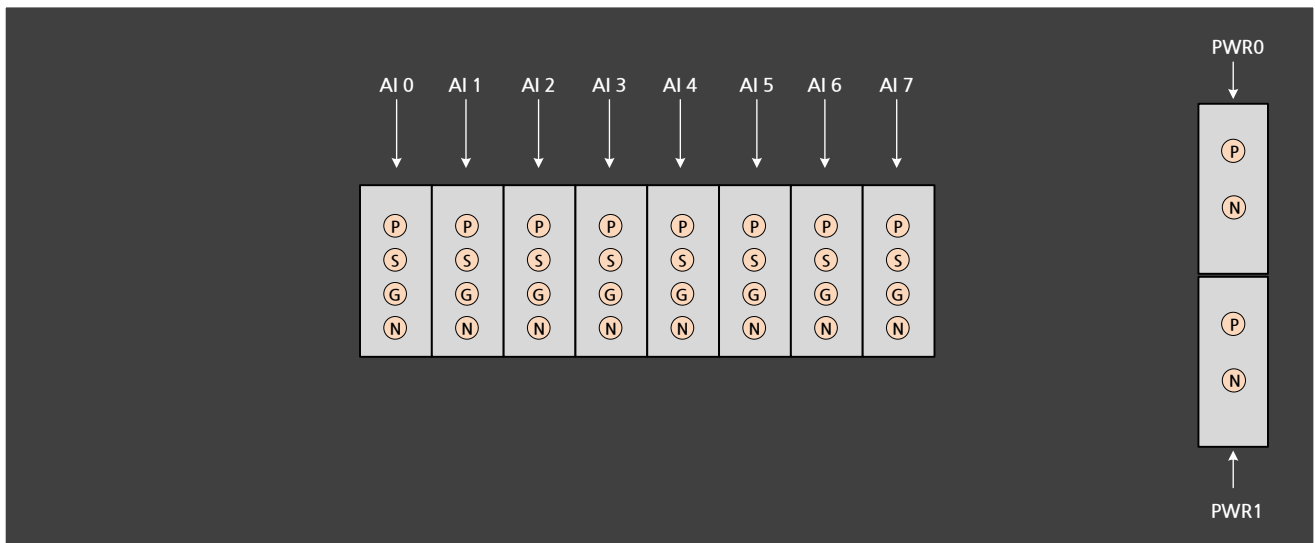 PWR0
AI 0 AI 1 AI 2 AI 3 AI 4 AI 5 AI 6 AI 7
P
N
P P P P P P P P
S S S S S S S S
G G G G G G G G
N N N N N N N N
P
N
PWR1